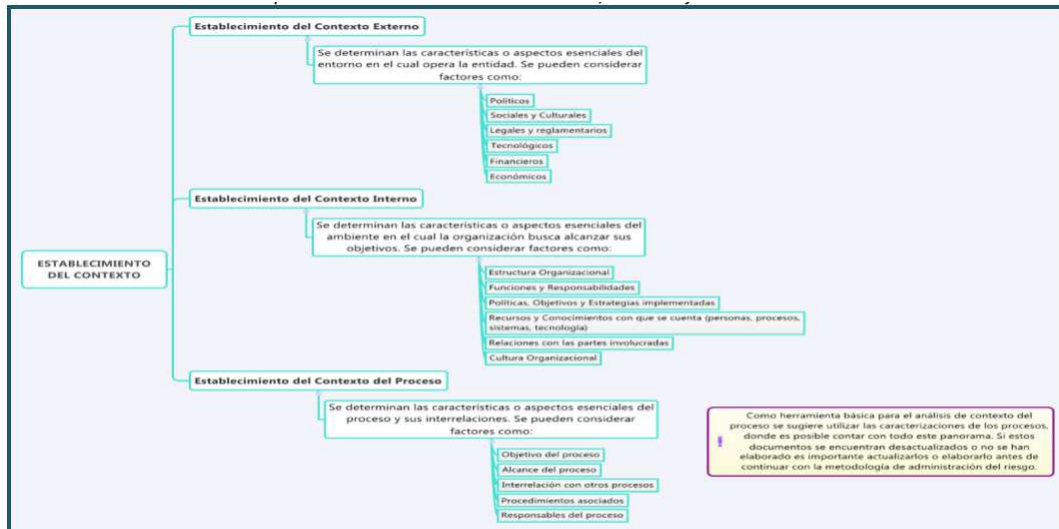 Establecimiento del Contexto Externo
Se determinan las características o aspectos esenciales del
entorno en el cual opera la entidad. Se pueden considerar
factores como:
Políticos
Sociales y Culturales
Legales y reglamentarios
Tecnológicos
Financieros
Económicos
Establecimiento del Contexto Interno
Se determinan las características o aspectos esenciales del
ambiente en el cual la organización busca alcanzar sus
objetivos. Se pueden considerar factores como:
ESTABLECIMIENTO
DEL CONTEXTO
Estructura Organizacional
Funciones y Responsabilidades
Políticas, Objetivos y Estrategias implementadas
Recursos y Conocimientos con que se cuenta (personas, procesos,
sistemas, tecnología)
Relaciones con las partes involucradas
Cultura Organizacional
Establecimiento del Contexto del Proceso
Se determinan las características o aspectos esenciales del
proceso y sus interrelaciones. Se pueden considerar
factores como:
Objetivo del proceso
Alcance del proceso
Interrelación con otros procesos
Procedimientos asociados
Responsables del proceso
Como herramienta básica para el análisis de contexto del
proceso se sugiere utilizar las caracterizaciones de los procesos,
donde es posible contar con todo este panorama. Si estos
documentos se encuentran desactualizados o no se han
elaborado es importante actualizarlos o elaborarlo antes de
continuar con la metodología de administración del riesgo.